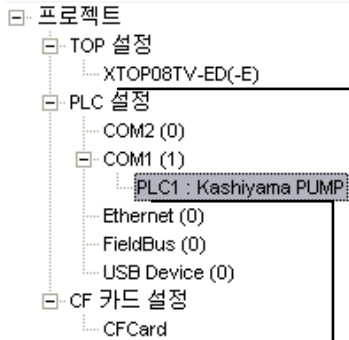 프로젝트
TOP 설정
XTOP08TV-ED(-E)
PLC 설정
COM2 (0)
COM1 (1)
PLC1 : Kashiyama PUMP
Ethernet (0)
FieldBus (0)
USB Device (0)
CF 카드 설정
CFCard